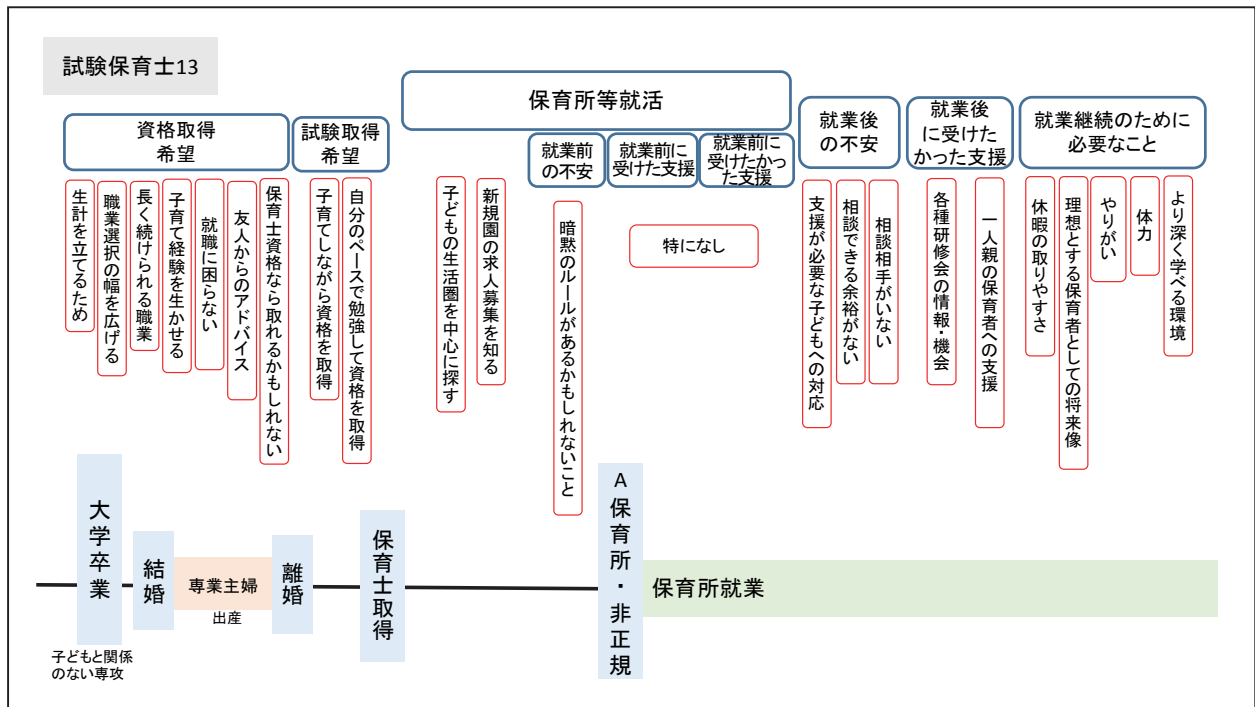 試験保育士13
資格取得
希望
生計を立てるため
職業選択の幅を広げる
長く続けられる職業
子育て経験を生かせる
就職に困らない
友人からのアドバイス
保育士資格なら取れるかもしれない
試験取得
希望
子育てしながら資格を取得
自分のペースで勉強して資格を取得
保育所等就活
子どもの生活圏を中心に探す
新規園の求人募集を知る
就業前
の不安
暗黙のルールがあるかもしれないこと
就業前に
受けた支援
就業前に
受けたかっ
た支援
特になし
就業後
の不安
支援が必要な子どもへの対応
相談できる余裕がない
相談相手がいない
就業後
に受けた
かった支援
各種研修会の情報・機会
一人親の保育者への支援
就業継続のために
必要なこと
休暇の取りやすさ
理想とする保育者としての将来像
やりがい
体力
より深く学べる環境
大学卒業
子どもと関係
のない専攻
結婚
専業主婦
出産
離婚
保育士取得
A保育所・非正規
保育所就業